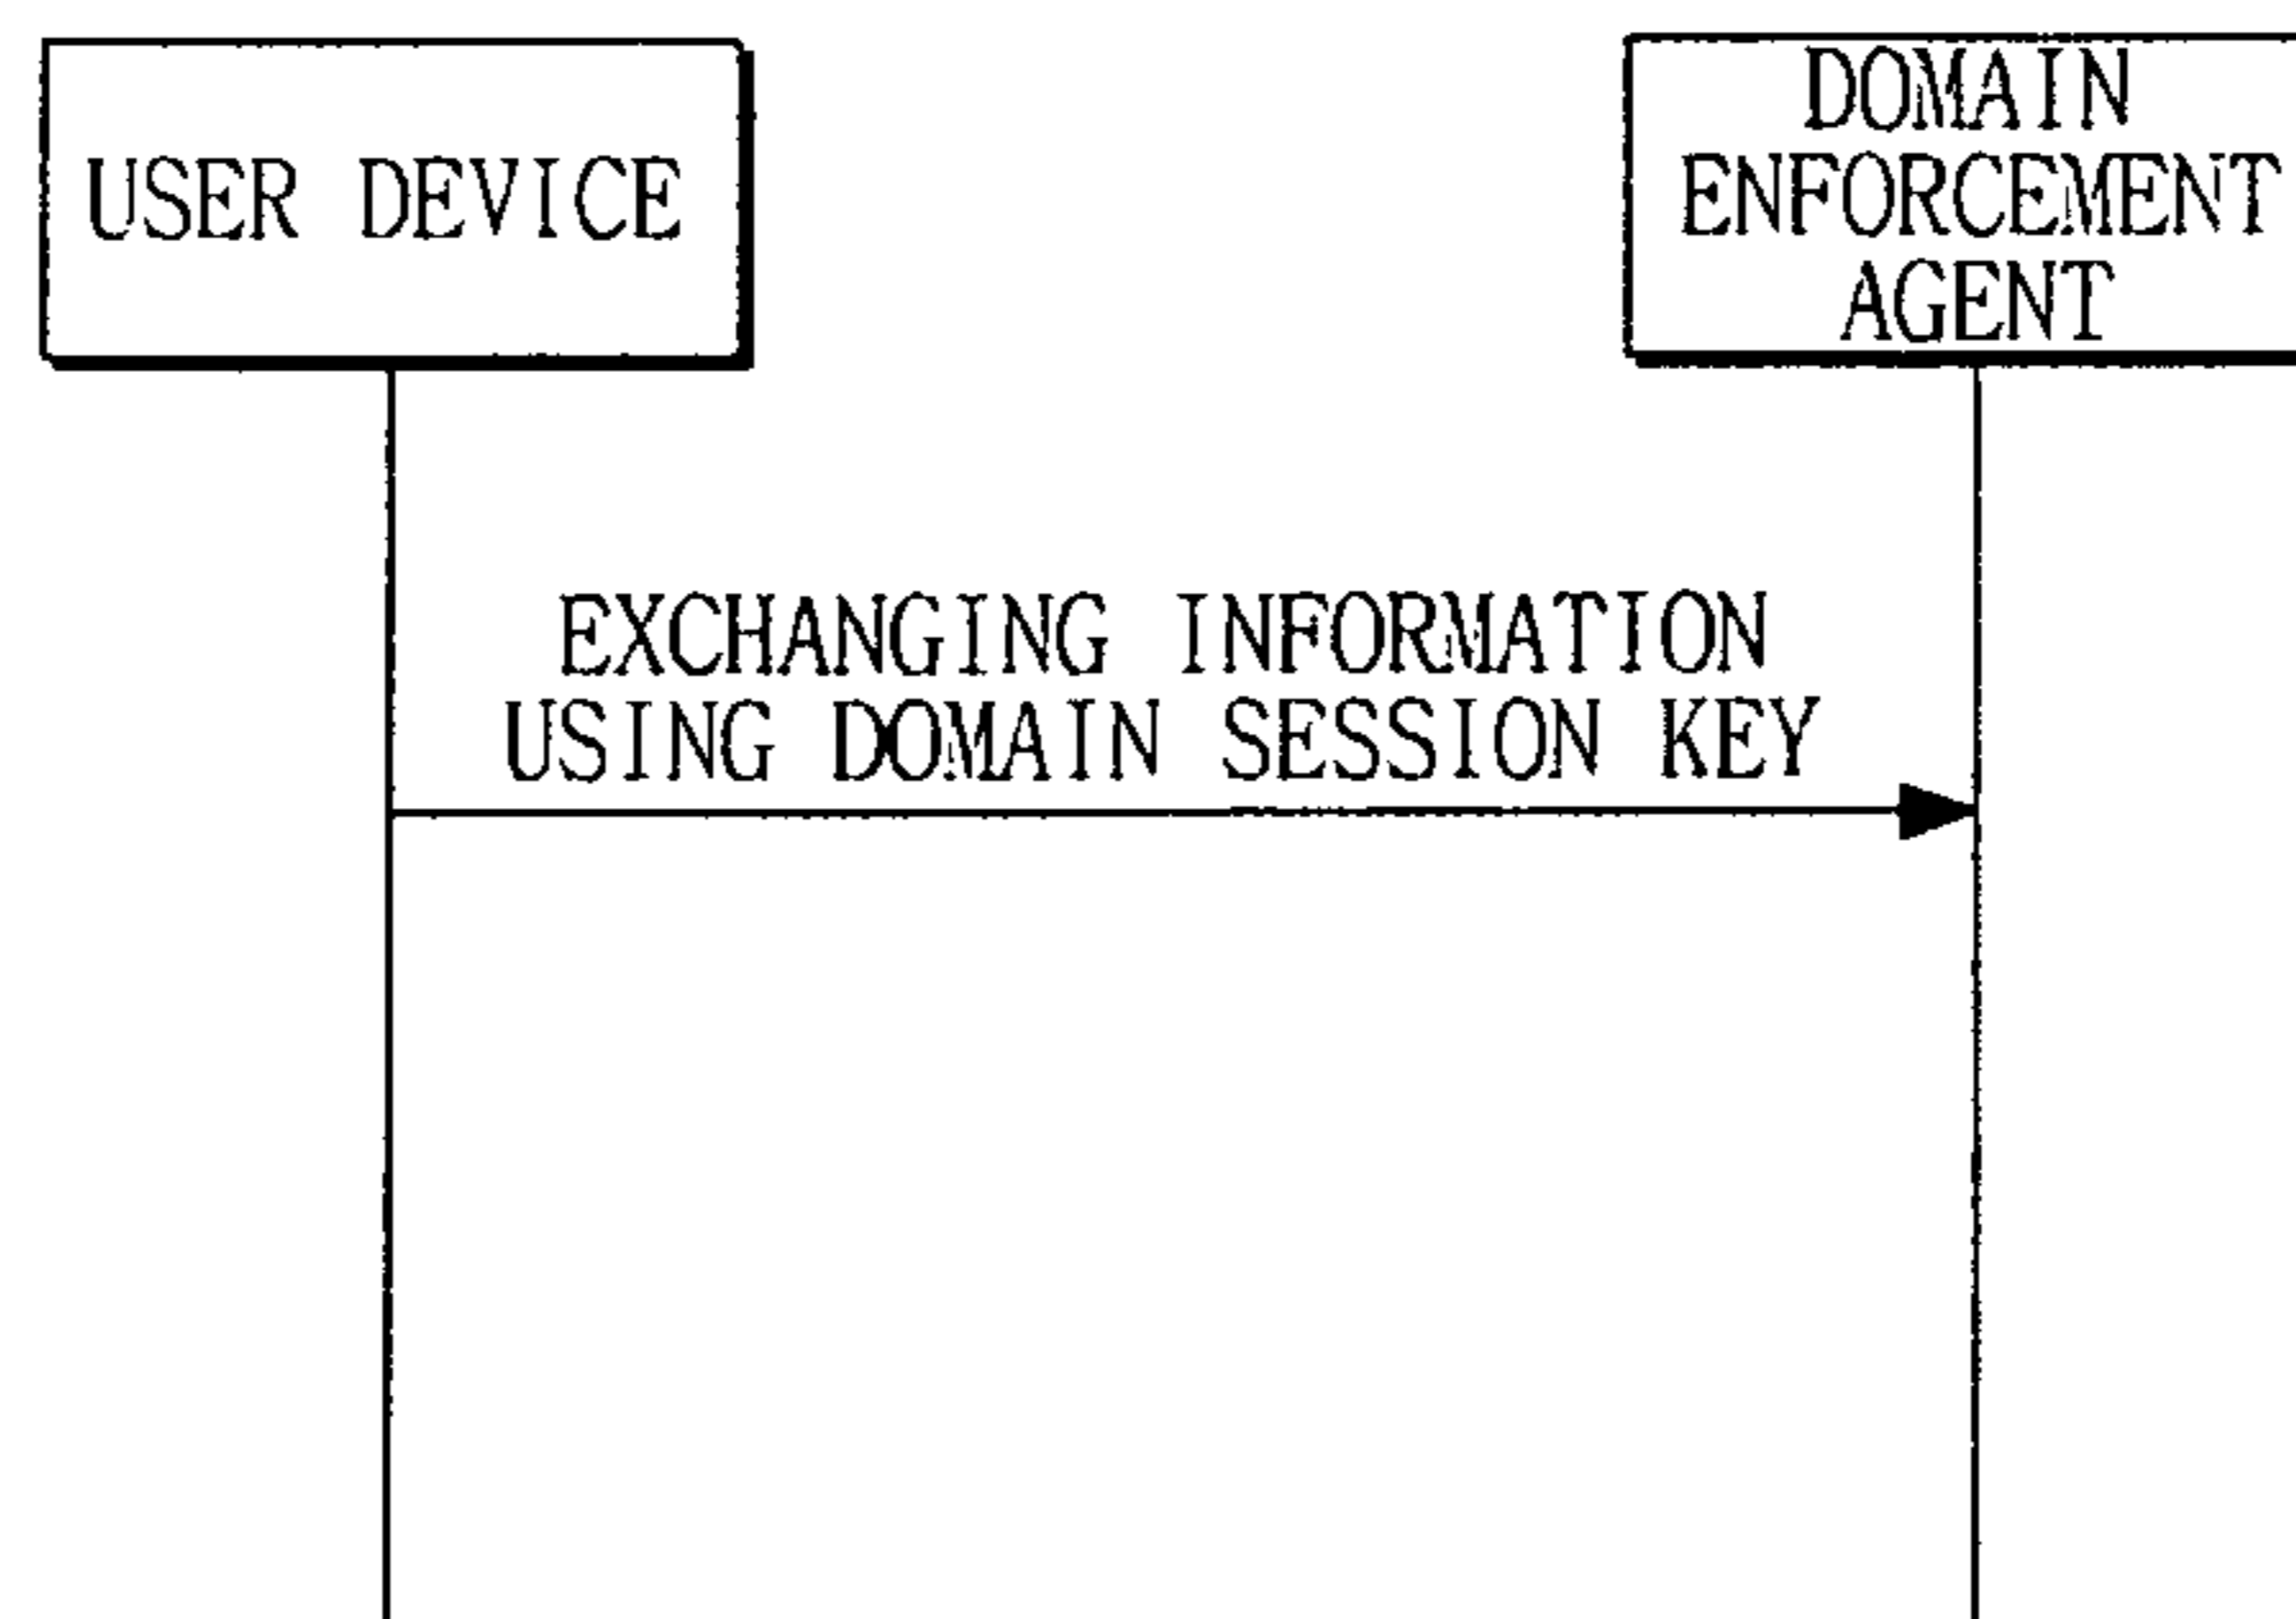 USER DEVICE
DOMAIN
ENFORCEMENT
AGENT
EXCHANGING INFORMATION
USING DOMAIN SESSION KEY